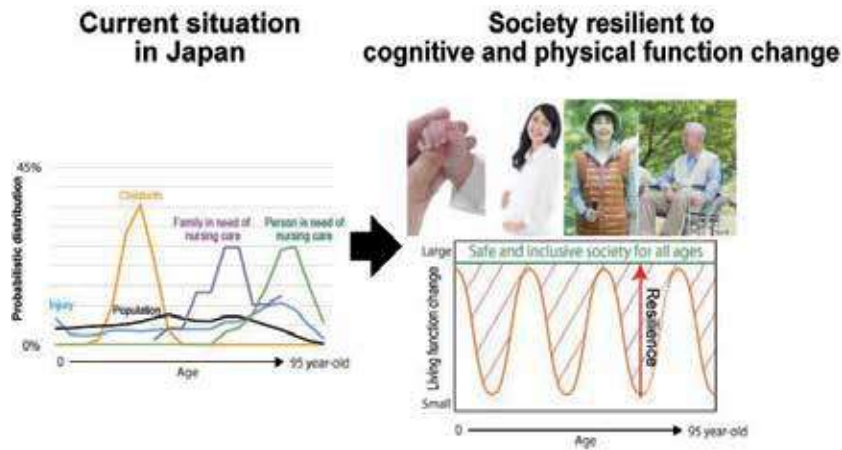 Current situation
in Japan
Society resilient to
cognitive and physical function change
45%
Probabilistic distribution
Childbirth
Family in need of
nursing care
Person is need of
nursing care
Injury
Population
0%
0
95 year-old
Age
Large
Safe and inclusive society for all ages
Living function change
Resilience
Small
0
95 year-old
Age